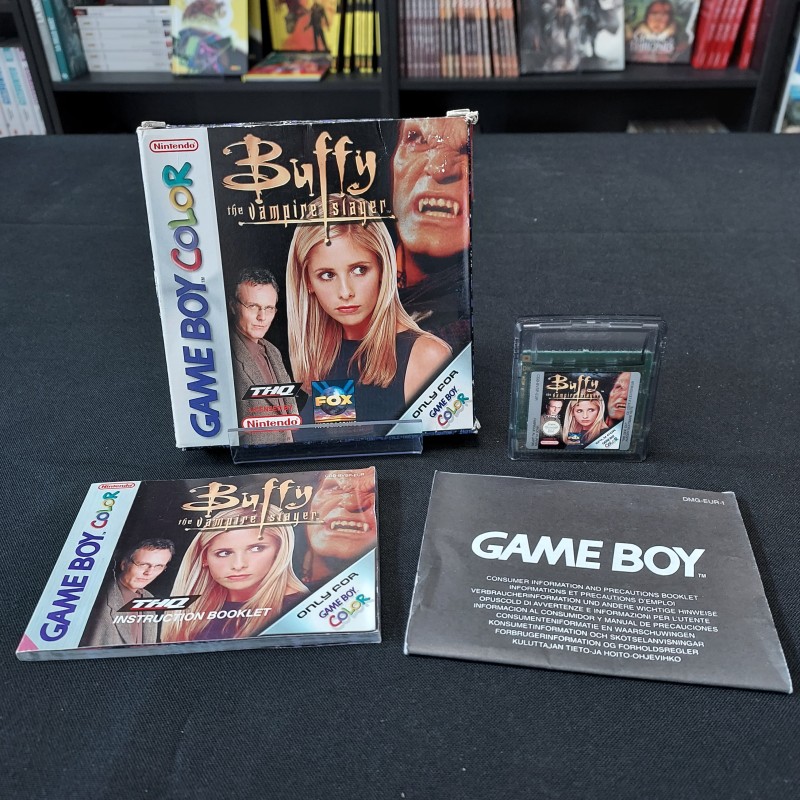 Nintendo
GAME BOY COLOR
Buffy
the vampire slayer
THQ
FOX
INTERACTIVE
Nintendo
ONLY FOR
GAME BOY
COLOR
Buffy
the vampire slayer
Nintendo
GAME BOY COLOR
Buffy
the vampire slayer
THQ
INSTRUCTION BOOKLET
ONLY FOR
GAME BOY
COLOR
DMG-EUR-1
GAME BOY™
CONSUMER INFORMATION AND PRECAUTIONS BOOKLET
INFORMATIONS ET PRÉCAUTIONS D'EMPLOI
VERBRAUCHERINFORMATION UND ANDERE WICHTIGE HINWEISE
OPUSCOLO DI AVVERTENZE E INFORMAZIONI PER L'UTENTE
INFORMACIÓN AL CONSUMIDOR Y MANUAL DE PRECAUCIONES
CONSUMENTENINFORMATIE EN WAARSCHUWINGEN
KONSUMENTINFORMATION OCH SKÖTSELANVISNINGAR
FORBRUGERINFORMATION OG FORHOLDSREGLER
KULUTTAJAN TIETO-JA HOITO-OHJEVIHKO